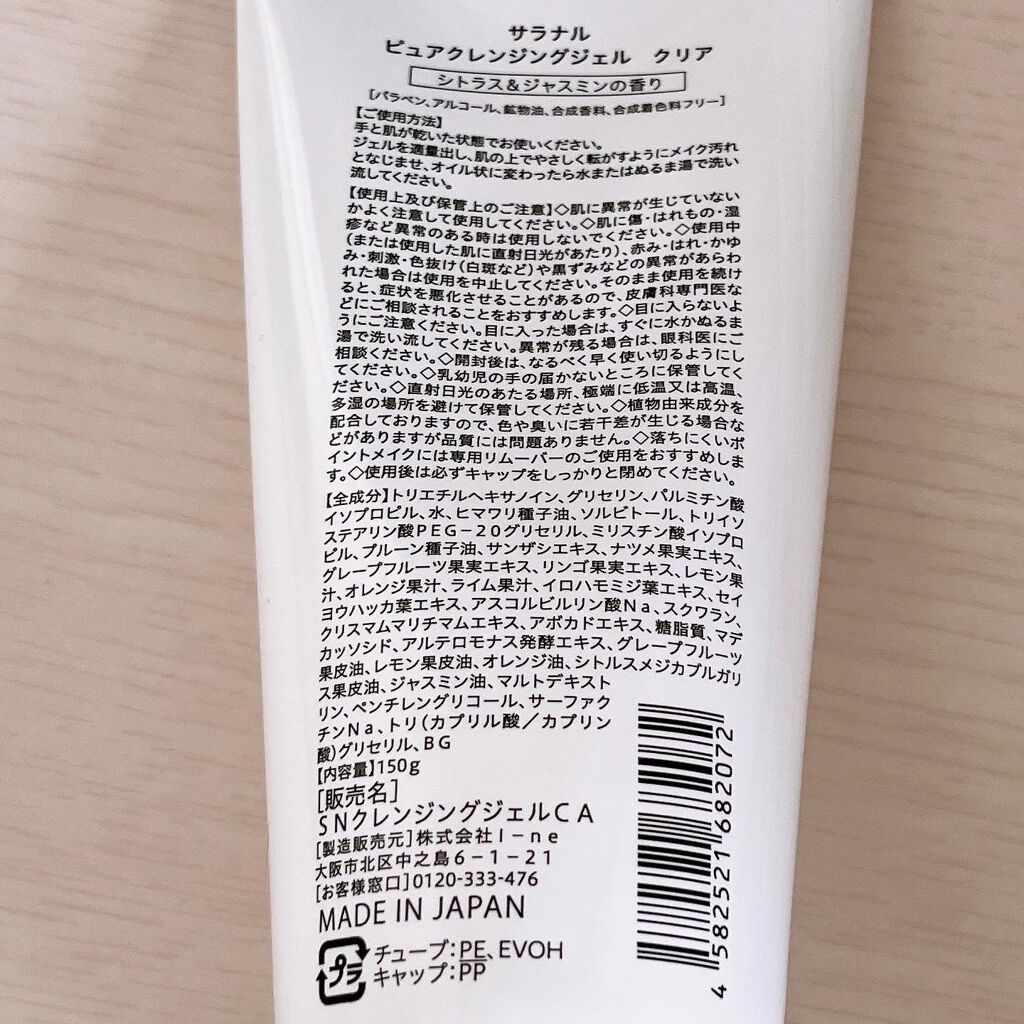 サラナル
ピュアクレンジングジェル クリア
シトラス&ジャスミンの香り
[パラベン、アルコール、鉱物油、合成香料、合成着色料フリー]
【ご使用方法】
手と肌が乾いた状態でお使いください。
ジェルを適量出し、肌の上でやさしく転がすようにメイク汚れ
となじませ、オイル状に変わったら水またはぬるま湯で洗い
流してください。
【使用上及び保管上のご注意】◇肌に異常が生じていない
かよく注意して使用してください。◇肌に傷・はれもの・湿
疹など異常のある時は使用しないでください。◇使用中
(または使用した肌に直射日光があたり)、赤み・はれ・かゆ
み・刺激・色抜け(白斑など)や黒ずみなどの異常があらわ
れた場合は使用を中止してください。そのまま使用を続け
ると、症状を悪化させることがあるので、皮膚科専門医な
どにご相談されることをおすすめします。◇目に入らないよ
うにご注意ください。目に入った場合は、すぐに水かぬるま
湯で洗い流してください。異常が残る場合は、眼科医にご
相談ください。◇開封後は、なるべく早く使い切るようにし
てください。◇乳幼児の手の届かないところに保管してく
ださい。◇直射日光のあたる場所、極端に低温又は高温、
多湿の場所を避けて保管してください。◇植物由来成分を
配合しておりますので、色や臭いに若干差が生じる場合な
どがありますが品質には問題ありません。◇落ちにくいポ
イントメイクには専用リムーバーのご使用をおすすめしま
す。◇使用後は必ずキャップをしっかりと閉めてください。
【全成分】トリエチルヘキサノイン、グリセリン、パルミチン酸
イソプロピル、水、ヒマワリ種子油、ソルビトール、トリイソ
ステアリン酸PEG-20グリセリル、ミリスチン酸イソプロ
ピル、プルーン種子油、サンザシエキス、ナツメ果実エキス、
グレープフルーツ果実エキス、リンゴ果実エキス、レモン果
汁、オレンジ果汁、ライム果汁、イロハモミジ葉エキス、セイ
ヨウハッカ葉エキス、アスコルビルリン酸Na、スクワラン、
クリスマムマリチマムエキス、アボカドエキス、糖脂質、マデ
カッソシド、アルテロモナス発酵エキス、グレープフルーツ
果皮油、レモン果皮油、オレンジ油、シトルスメジカブルガリ
ス果皮油、ジャスミン油、マルトデキスト
リン、ペンチレングリコール、サーファク
チンNa、トリ(カプリル酸/カプリン
酸)グリセリル、BG
【内容量】150g
[販売名]
SNクレンジングジェルCA
[製造販売元]株式会社I-ne
大阪市北区中之島6-1-21
[お客様窓口]0120-333-476
MADE IN JAPAN
プラ
チューブ:PE、EVOH
キャップ:PP
4 582521 682072